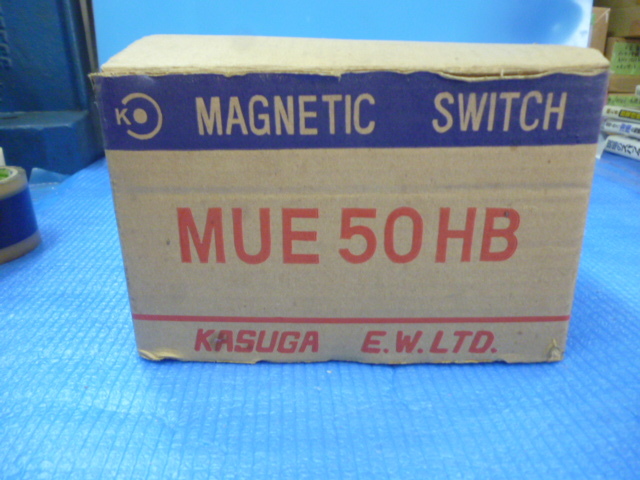 K MAGNETIC SWITCH
MUE 50 HB
KASUGA E.W. LTD.